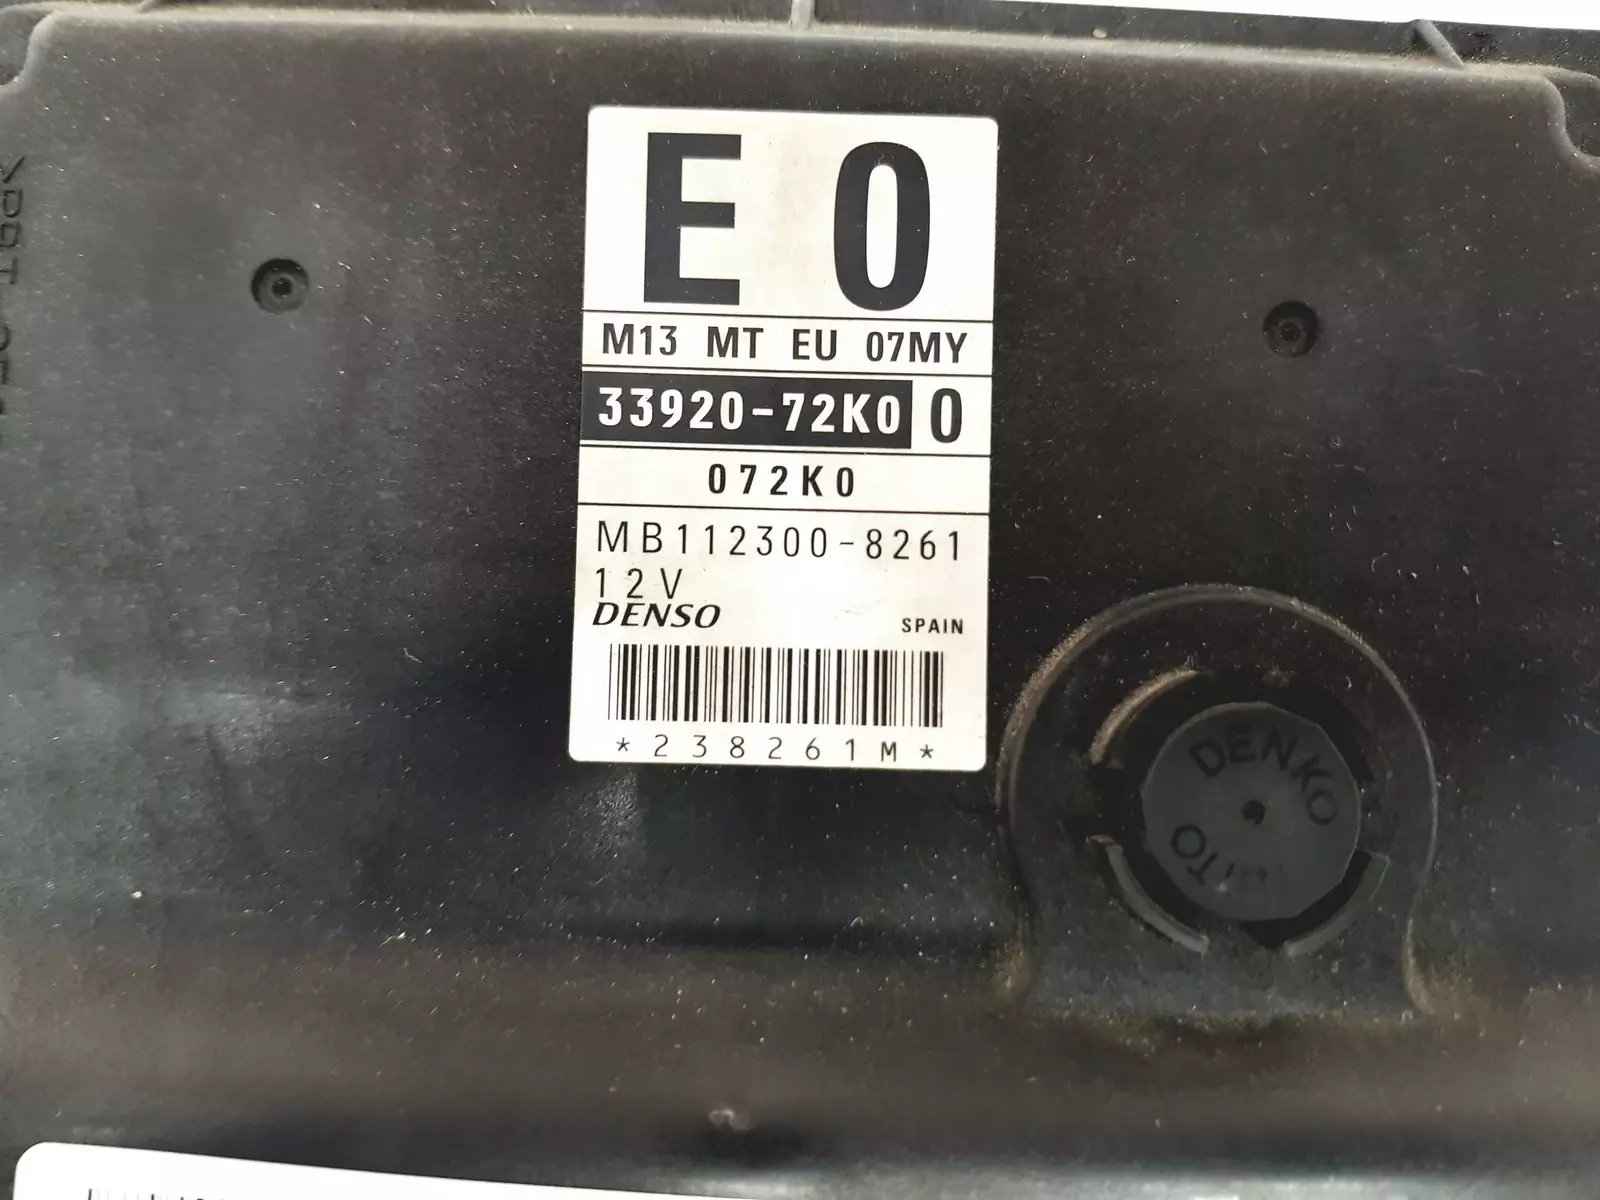 E 0
M13 MT EU 07MY
33920-72K0 0
072K0
MB112300-8261
12V
DENSO SPAIN
*238261M*
DENKO